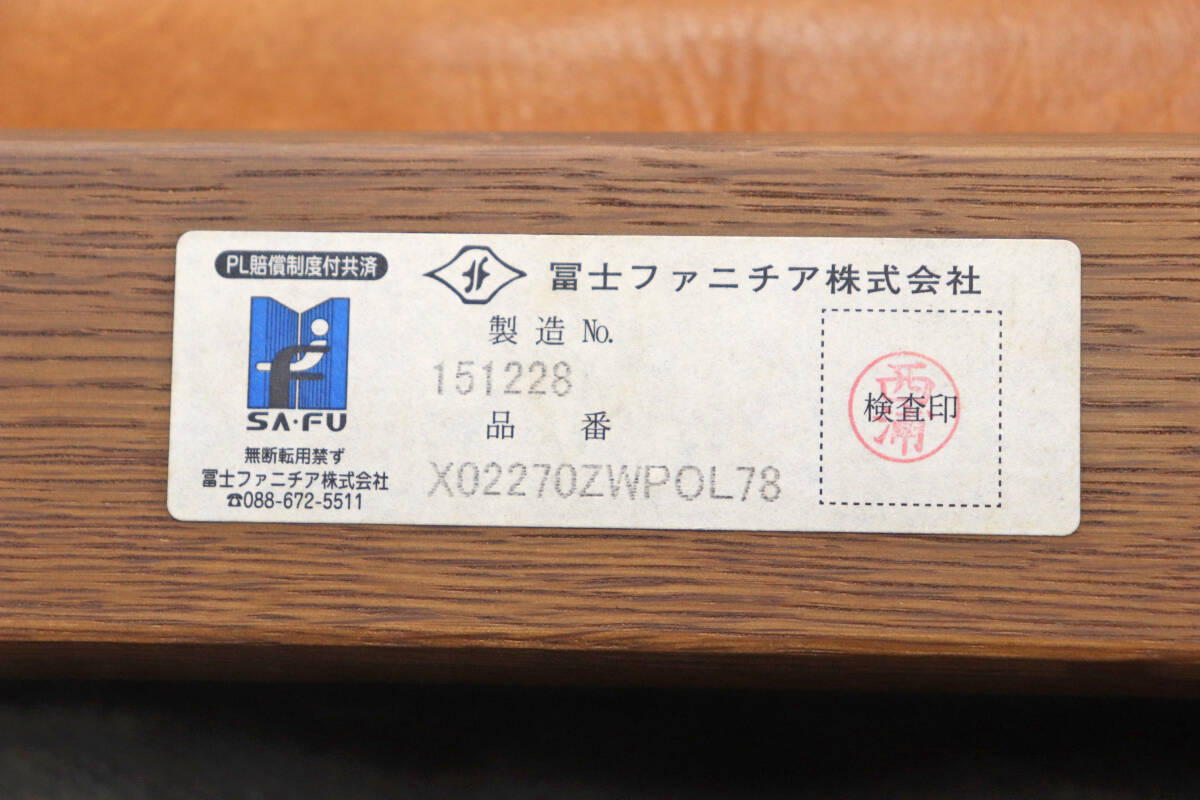 PL賠償制度付共済
SA・FU
無断転用禁ず
冨士ファニチア株式会社
☎088-672-5511
冨士ファニチア株式会社
製造 No.
151228
品番
X02270ZWPOL78
検査印